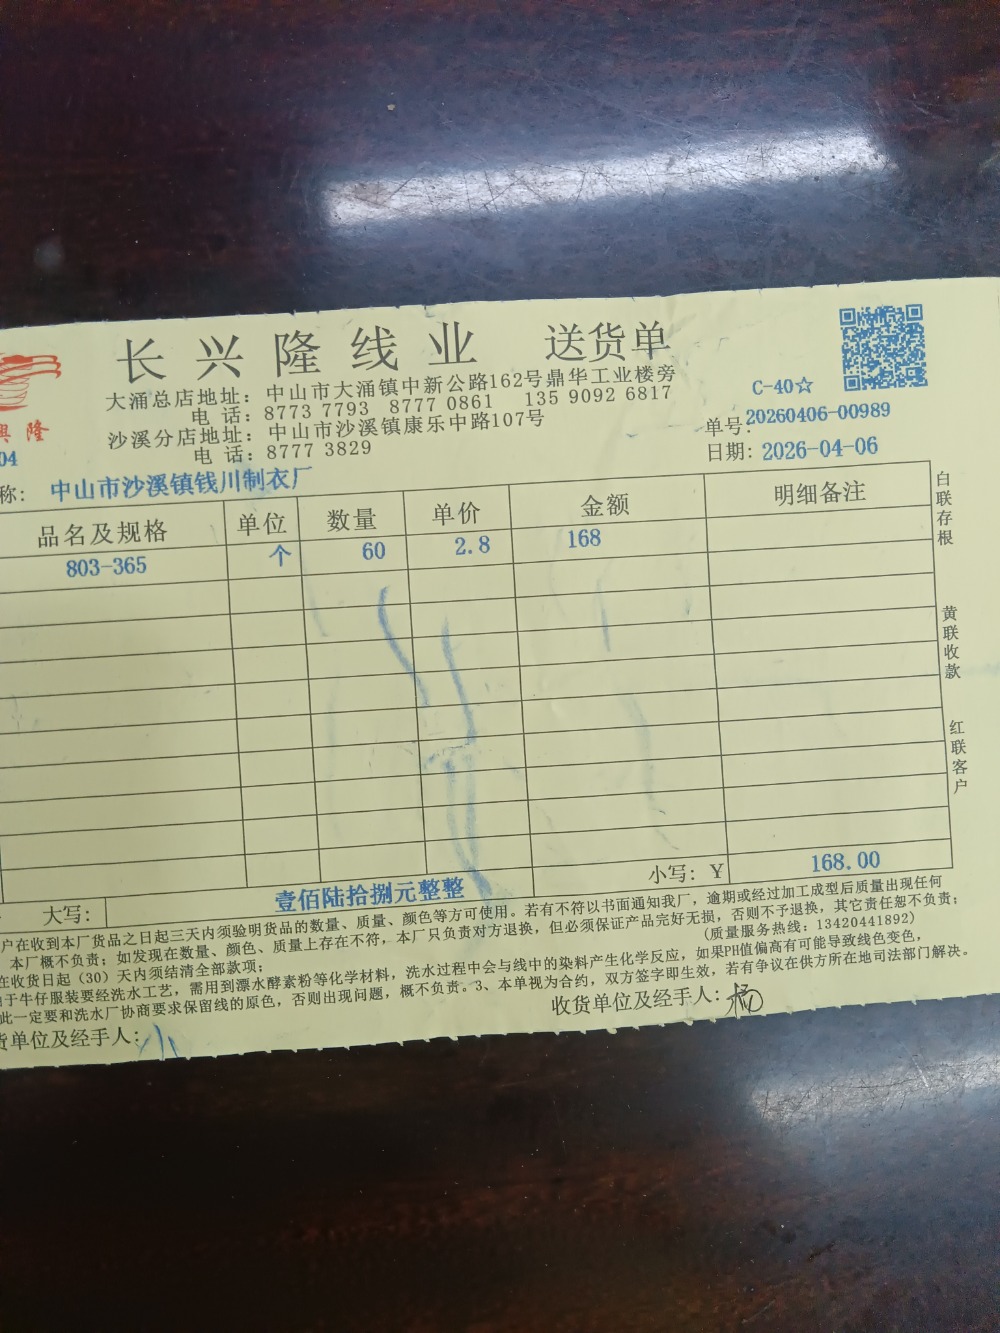 长兴隆线业 送货单
大涌总店地址：中山市大涌镇中新公路162号鼎华工业楼旁
电 话：8773 7793 8777 0861 135 9092 6817
沙溪分店地址：中山市沙溪镇康乐中路107号
电 话：8777 3829
隆
04
C-40☆
单号：20260406-00989
日期：2026-04-06
称：中山市沙溪镇钱川制衣厂
品名及规格 单位 数量 单价 金额 明细备注
803-365 个 60 2.8 168
白联存根
黄联收款
红联客户
小写：￥ 168.00
大写：壹佰陆拾捌元整整
户在收到本厂货品之日起三天内须验明货品的数量、质量、颜色等方可使用。若有不符以书面通知我厂，逾期或经过加工成型后质量出现任何
本厂概不负责；如发现在数量、颜色、质量上存在不符，本厂只负责对方退换，但必须保证产品完好无损，否则不予退换，其它责任恕不负责；
在收货日起（30）天内须结清全部款项； （质量服务热线：13420441892）
于牛仔服装要经洗水工艺，需用到漂水酵素粉等化学材料，洗水过程中会与线中的染料产生化学反应，如果PH值偏高有可能导致线色变色，
此一定要和洗水厂协商要求保留线的原色，否则出现问题，概不负责。3、本单视为合约，双方签字即生效，若有争议在供方所在地司法部门解决。
货单位及经手人： 收货单位及经手人：